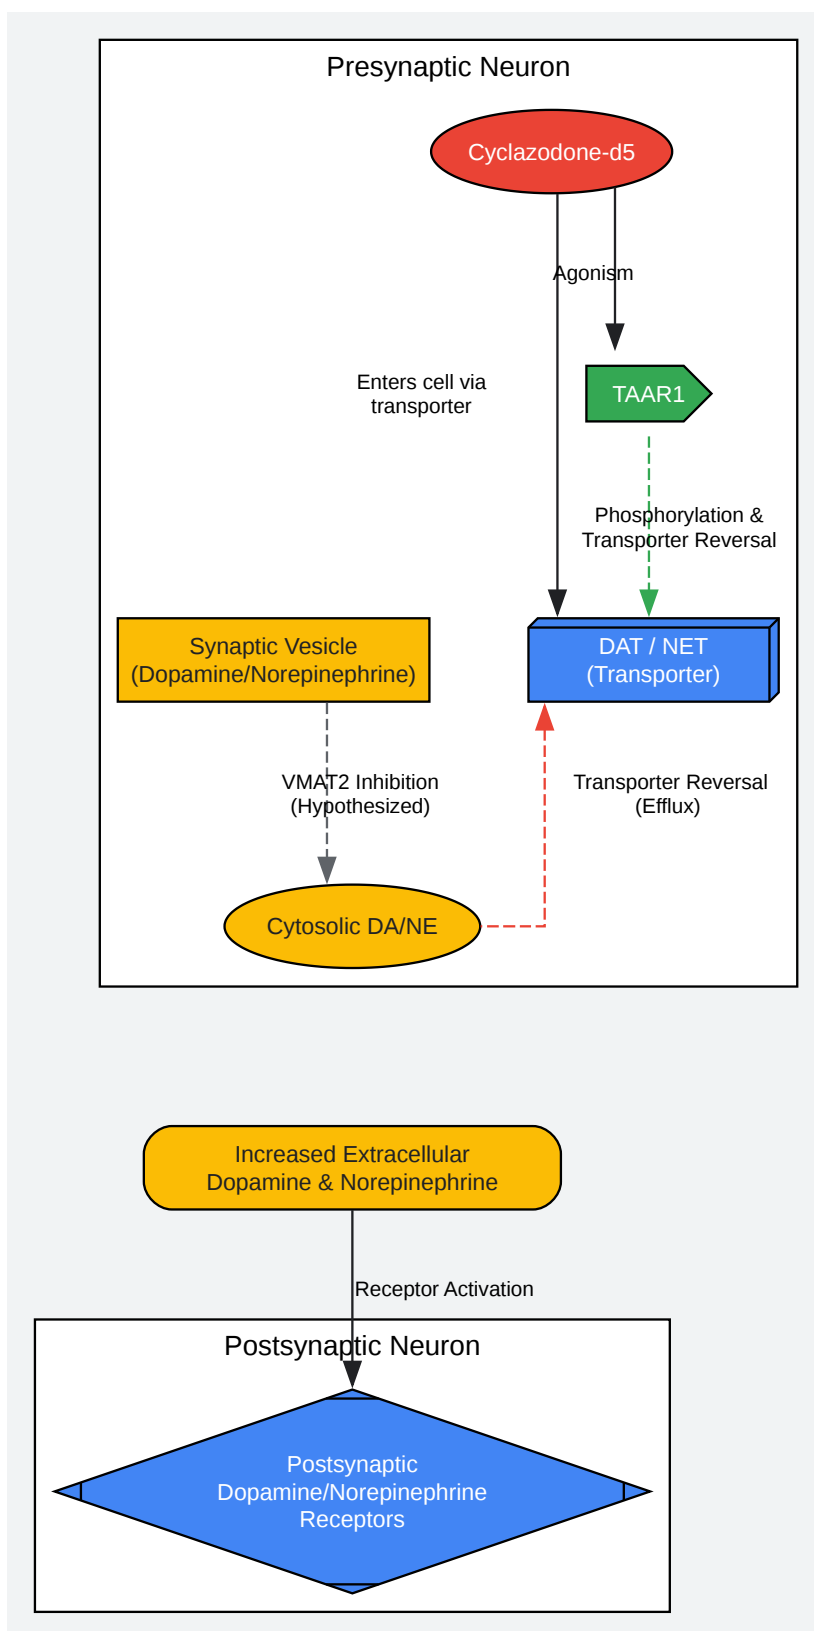 Presynaptic Neuron
Cyclazodone-d5
Agonism
Enters cell via
transporter
TAAR1
Phosphorylation &
Transporter Reversal
Synaptic Vesicle
(Dopamine/Norepinephrine)
DAT / NET
(Transporter)
VMAT2 Inhibition
(Hypothesized)
Transporter Reversal
(Efflux)
Cytosolic DA/NE
Increased Extracellular
Dopamine & Norepinephrine
Receptor Activation
Postsynaptic Neuron
Postsynaptic
Dopamine/Norepinephrine
Receptors